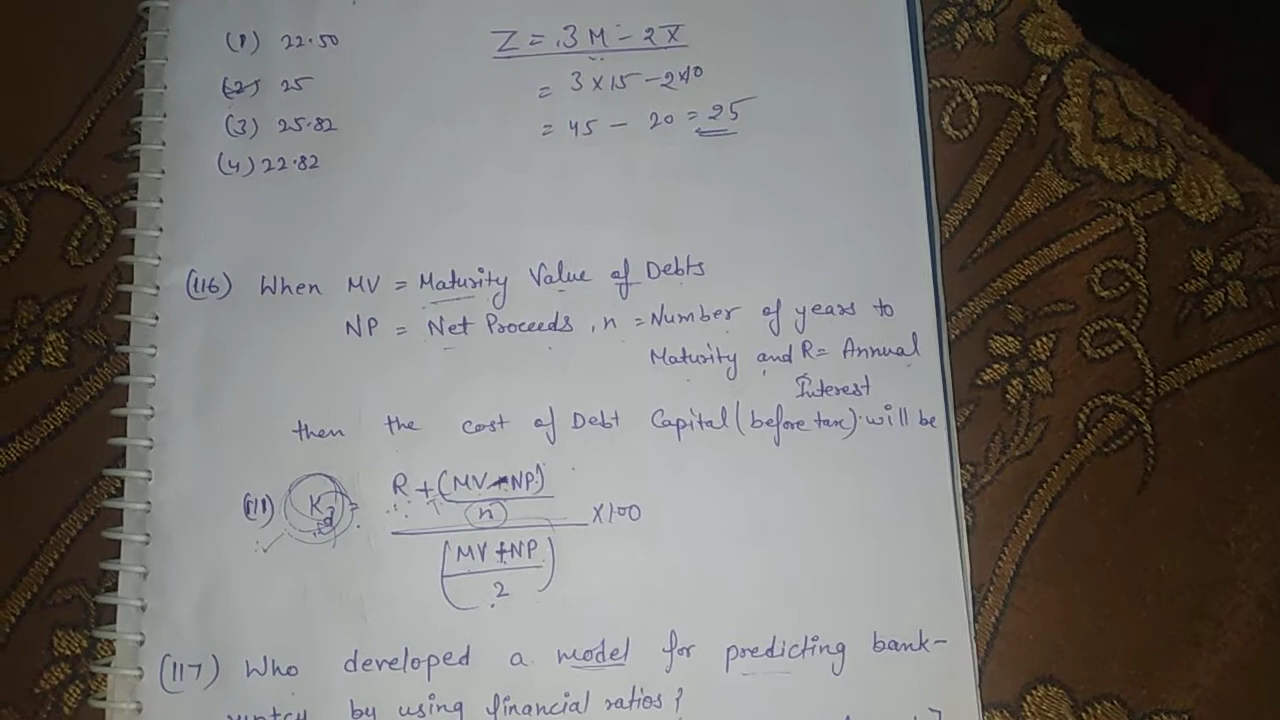 (1) 22.50
(2) 25
(3) 25.82
(4) 22.82
Z = 3M - 2X̄
= 3 × 15 - 2×10
= 45 - 20 = 25
(116) When MV = Maturity Value of Debts
NP = Net Proceeds, n = Number of years to
Maturity and R = Annual
Interest
then the cost of Debt Capital (before tax) will be
(1) Kd = R + (MV - NP)
n
× 100
(MV + NP)
2
(117) Who developed a model for predicting bank-
by using financial ratios?